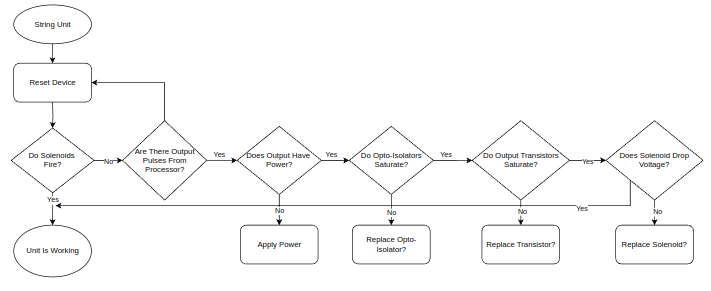 String Unit
Reset Device
Do Solenoids
Fire?
No
Are There Output
Pulses From
Processor?
Yes
Does Output Have
Power?
Yes
Do Opto-Isolators
Saturate?
Yes
Do Output Transistors
Saturate?
Yes
Does Solenoid Drop
Voltage?
Yes
No
No
No
Yes
No
Unit Is Working
Apply Power
Replace Opto-
Isolator?
Replace Transistor?
Replace Solenoid?